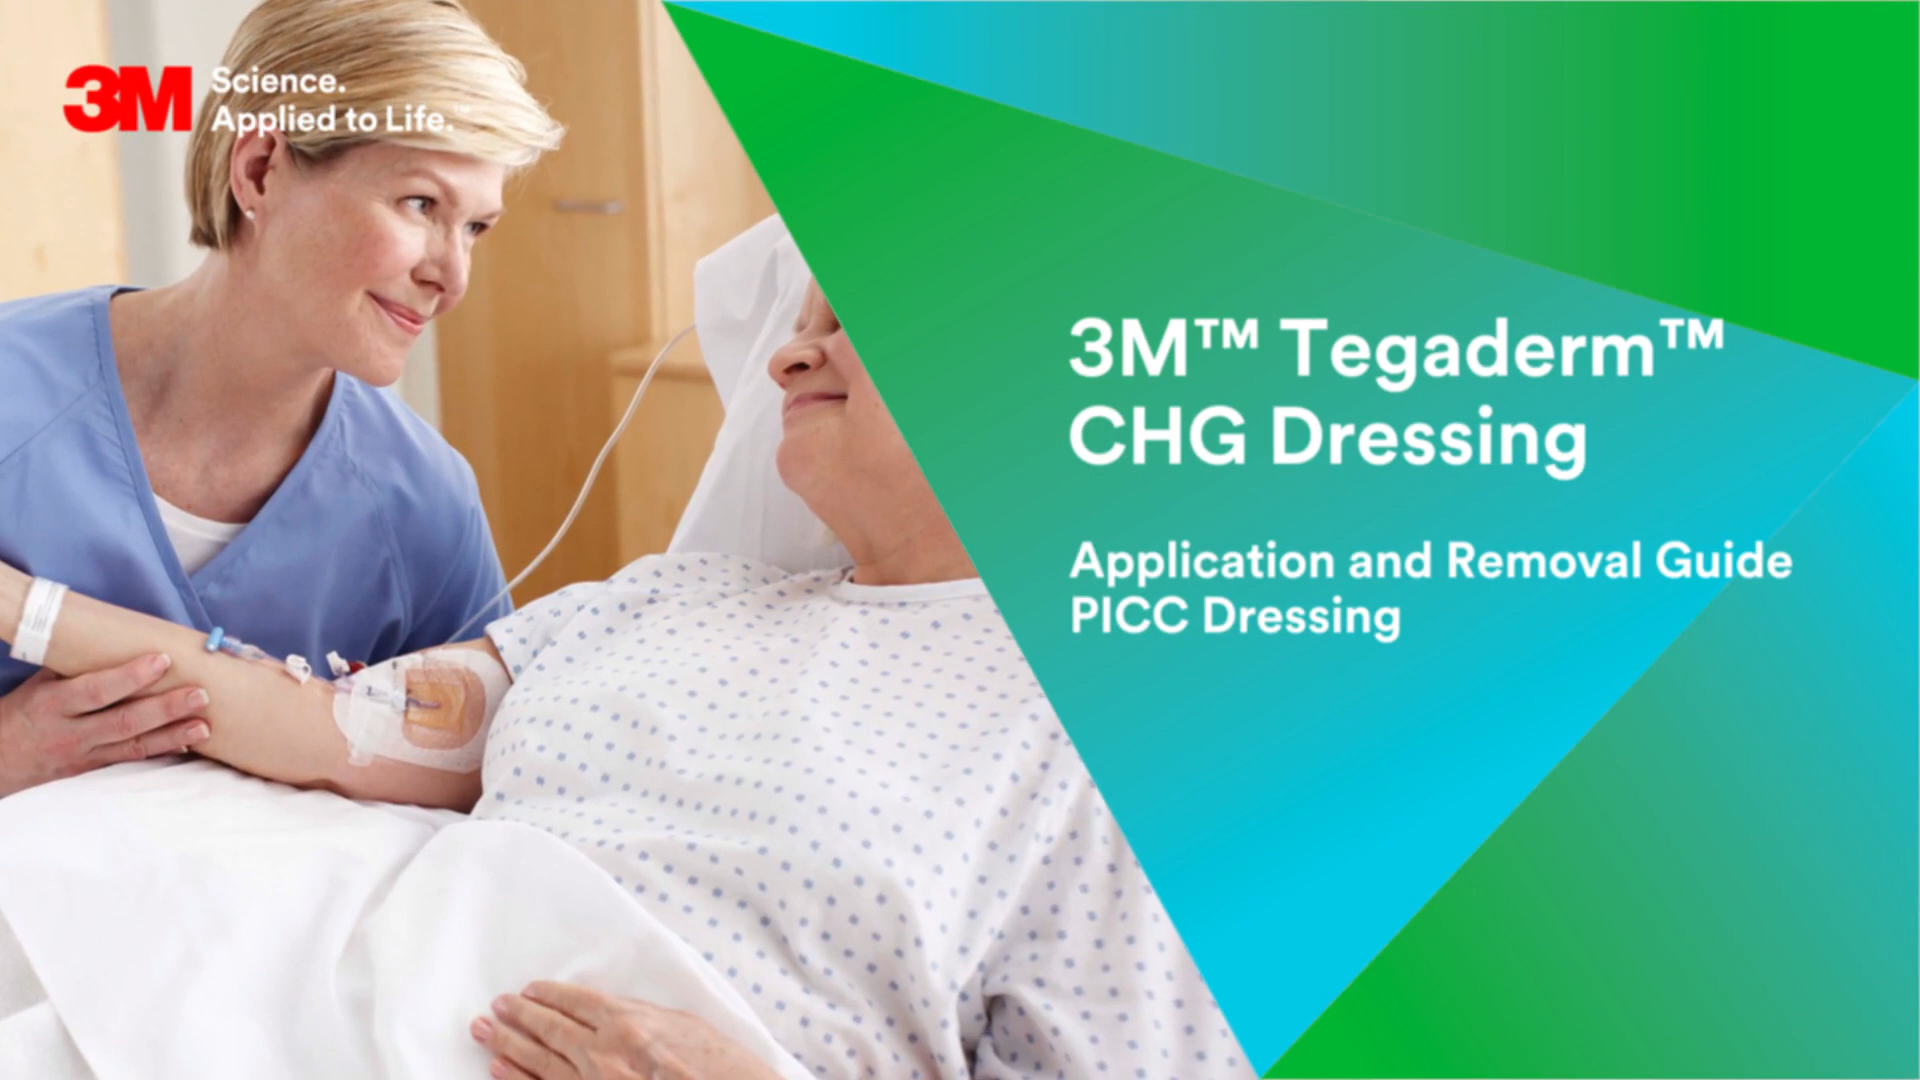 3M Science.
Applied to Life.™
3M™ Tegaderm™
CHG Dressing
Application and Removal Guide
PICC Dressing